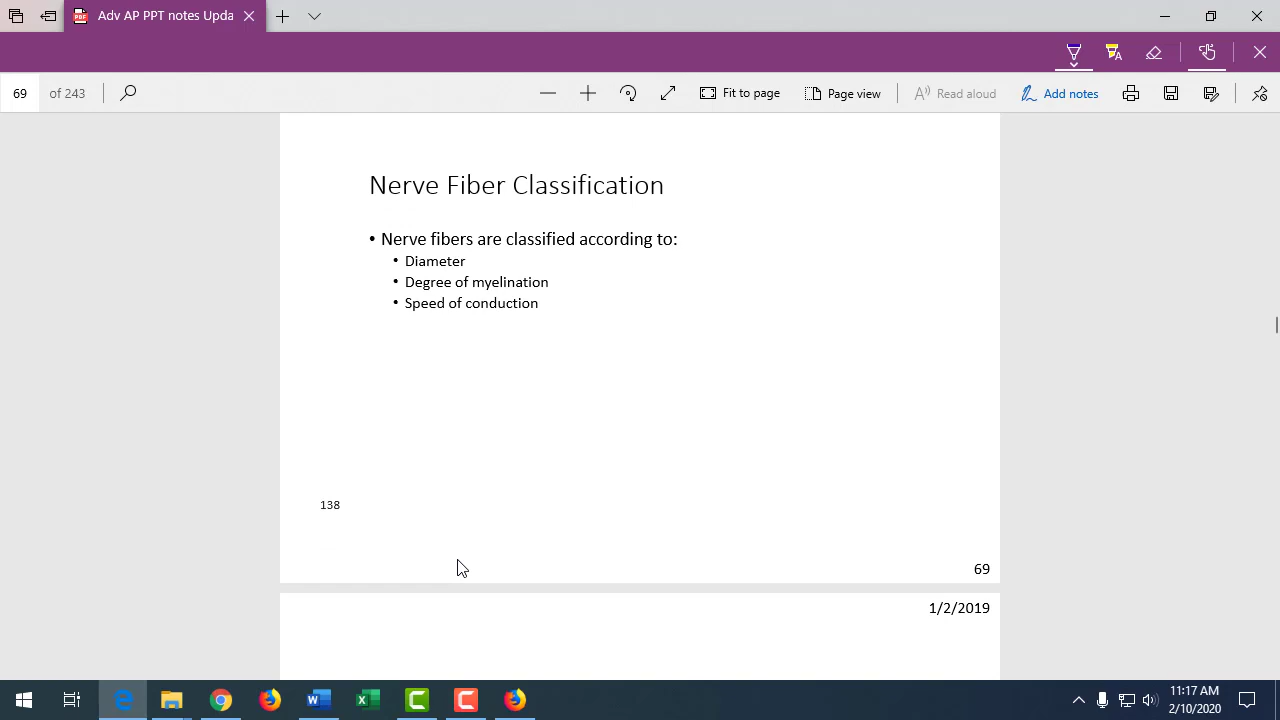 Adv AP PPT notes Upda
69 of 243
Fit to page
Page view
Read aloud
Add notes
Nerve Fiber Classification
• Nerve fibers are classified according to:
• Diameter
• Degree of myelination
• Speed of conduction
138
69
1/2/2019
11:17 AM
2/10/2020